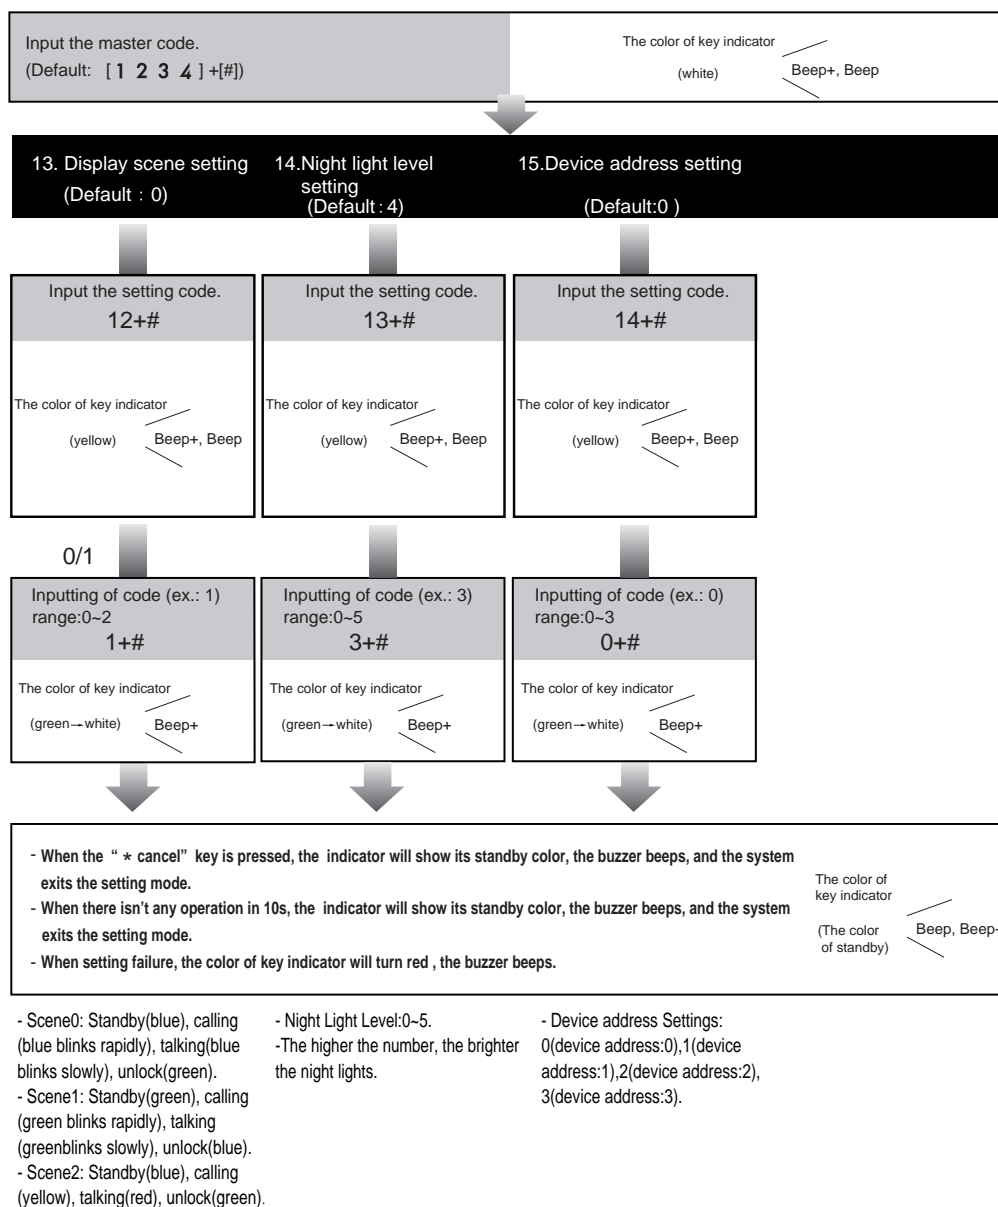 Input the master code.
(Default: [ 1 2 3 4 ] +[#])
The color of key indicator
(white)
Beep+, Beep
13. Display scene setting
(Default : 0)
14.Night light level
setting
(Default : 4)
15.Device address setting
(Default:0 )
Input the setting code.
12+#
The color of key indicator
(yellow)
Beep+, Beep
Input the setting code.
13+#
The color of key indicator
(yellow)
Beep+, Beep
Input the setting code.
14+#
The color of key indicator
(yellow)
Beep+, Beep
0/1
Inputting of code (ex.: 1)
range:0~2
1+#
The color of key indicator
(green→white)
Beep+
Inputting of code (ex.: 3)
range:0~5
3+#
The color of key indicator
(green→white)
Beep+
Inputting of code (ex.: 0)
range:0~3
0+#
The color of key indicator
(green→white)
Beep+
- When the “ * cancel” key is pressed, the indicator will show its standby color, the buzzer beeps, and the system
exits the setting mode.
- When there isn’t any operation in 10s, the indicator will show its standby color, the buzzer beeps, and the system
exits the setting mode.
- When setting failure, the color of key indicator will turn red , the buzzer beeps.
The color of
key indicator
(The color
of standby)
Beep, Beep+
- Scene0: Standby(blue), calling
(blue blinks rapidly), talking(blue
blinks slowly), unlock(green).
- Scene1: Standby(green), calling
(green blinks rapidly), talking
(greenblinks slowly), unlock(blue).
- Scene2: Standby(blue), calling
(yellow), talking(red), unlock(green).
- Night Light Level:0~5.
-The higher the number, the brighter
the night lights.
- Device address Settings:
0(device address:0),1(device
address:1),2(device address:2),
3(device address:3).